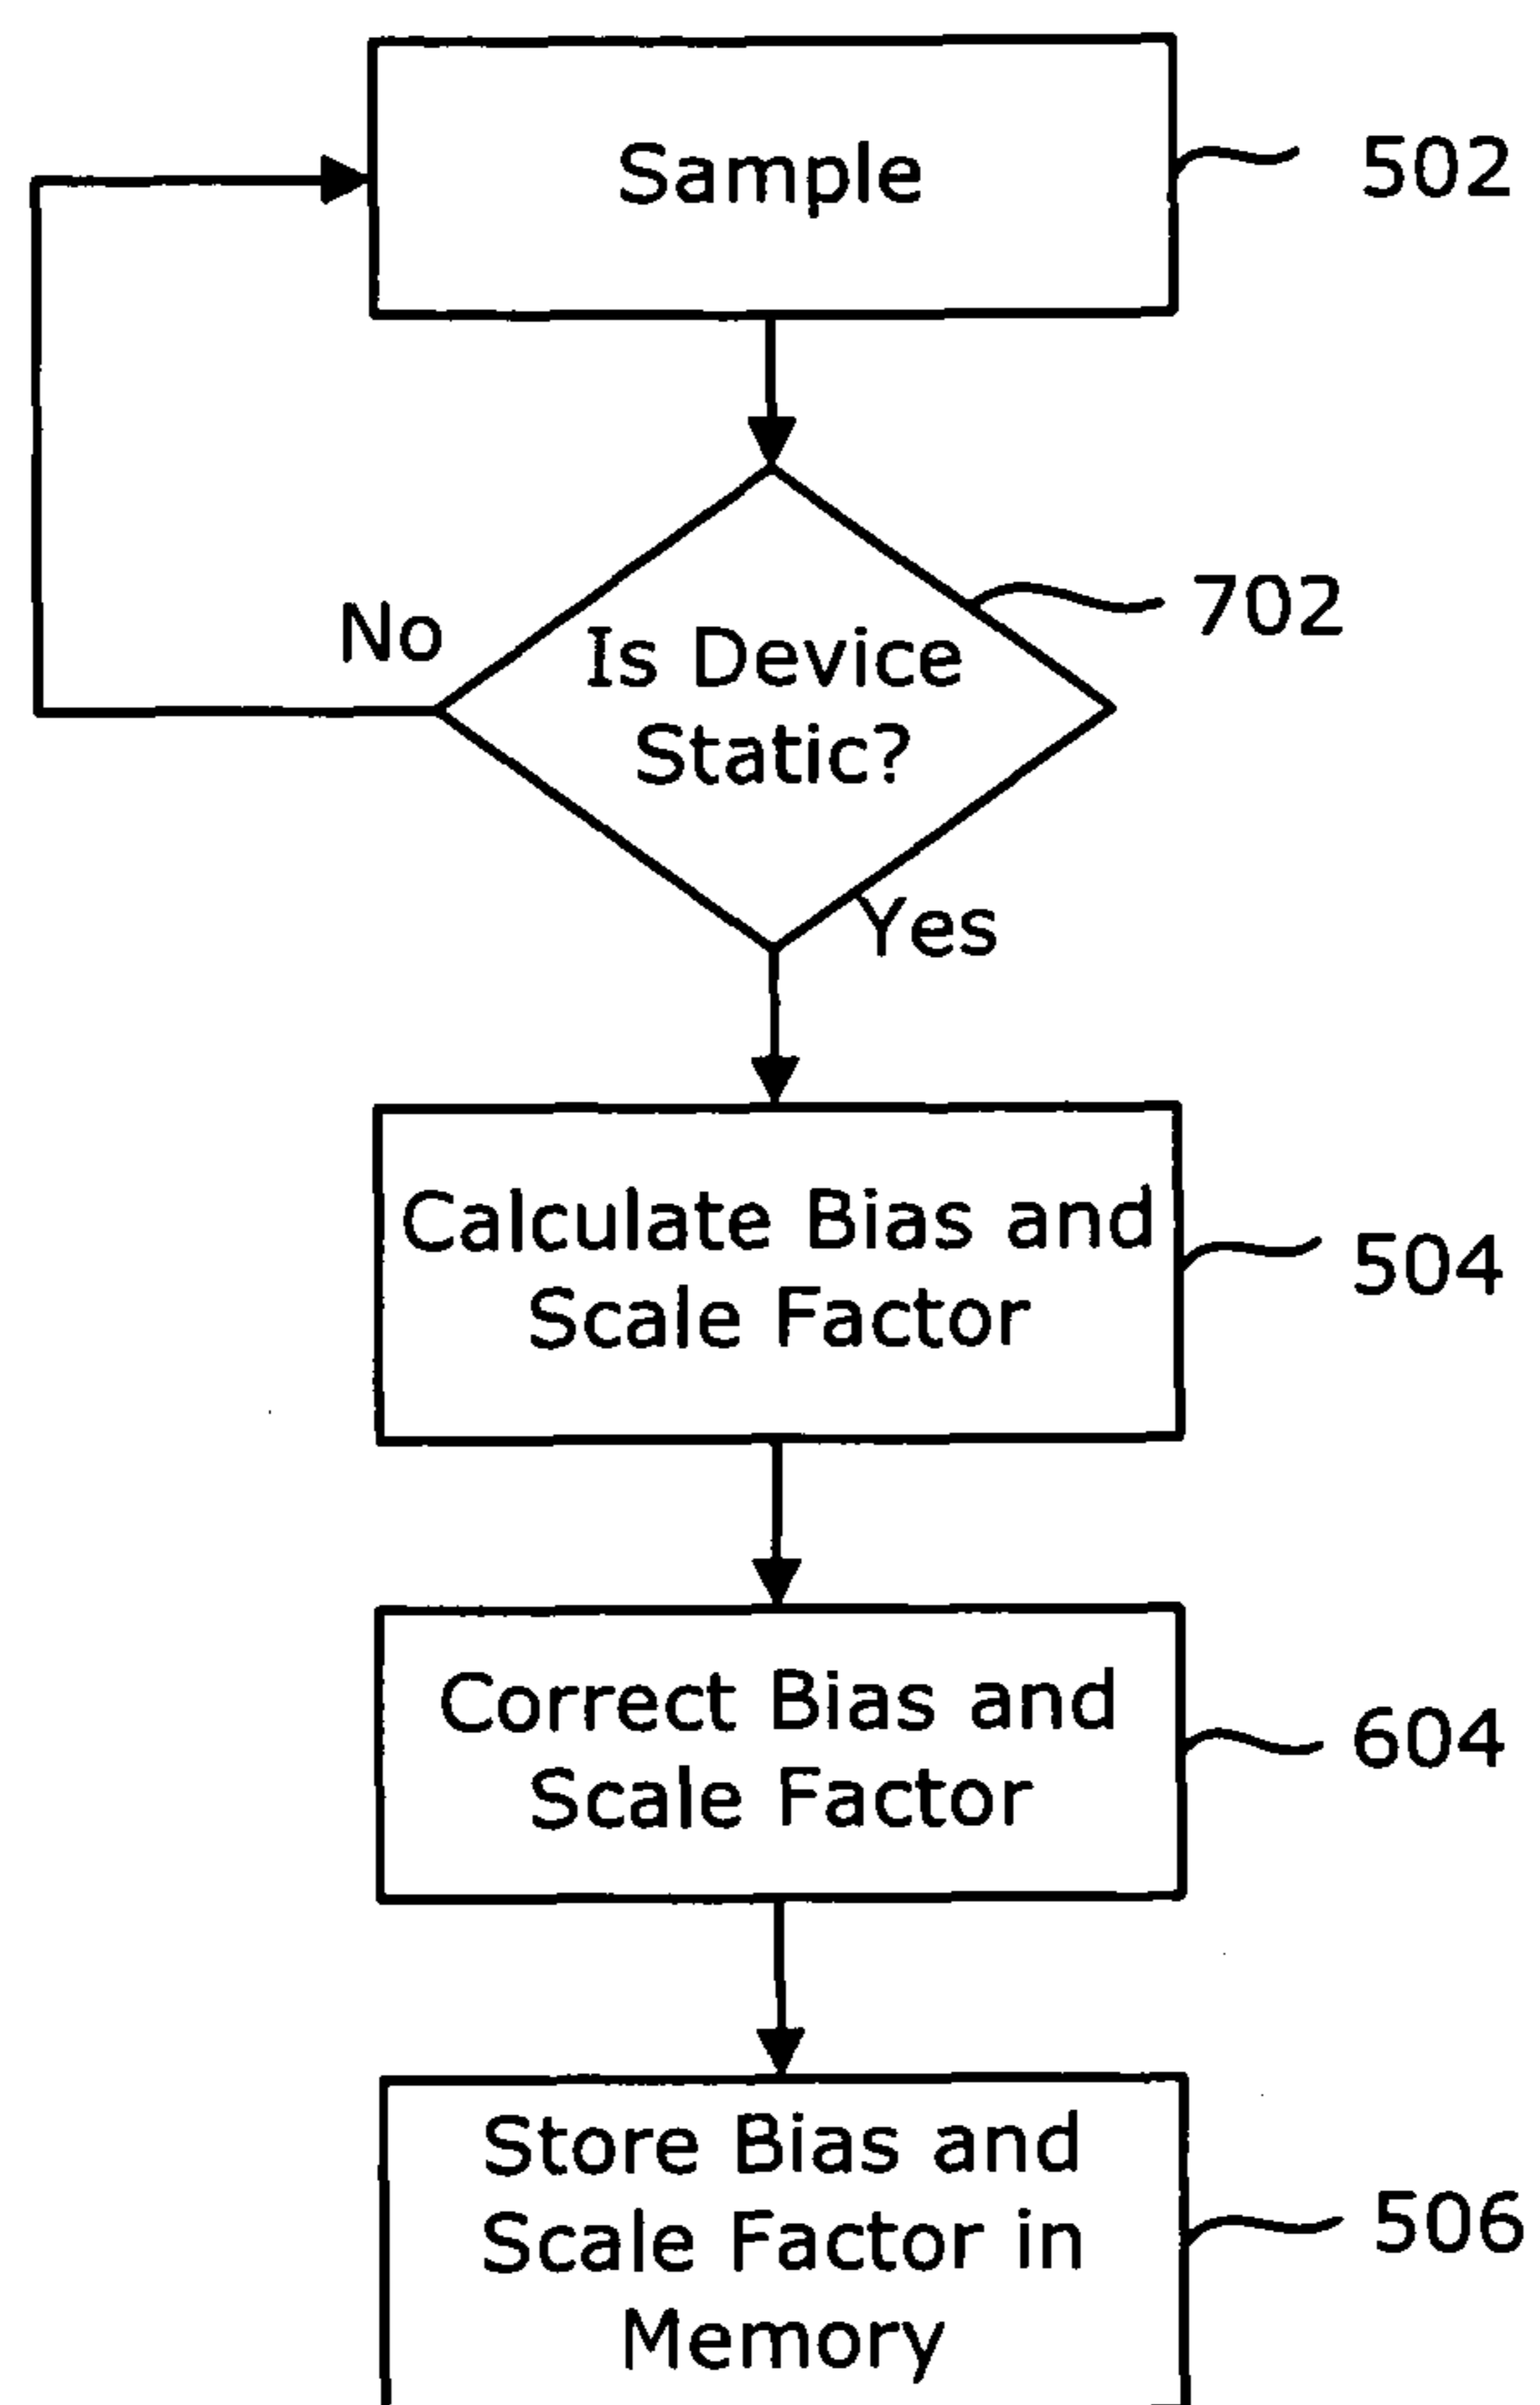 Sample
502
702
No
Is Device
Static?
Yes
Calculate Bias and
Scale Factor
504
Correct Bias and
Scale Factor
604
Store Bias and
Scale Factor in
Memory
506